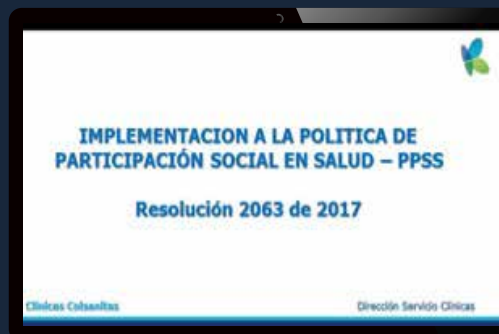 IMPLEMENTACION A LA POLITICA DE
PARTICIPACIÓN SOCIAL EN SALUD – PPSS
Resolución 2063 de 2017
Clínicas Colsanitas
Dirección Servicio Clínicas